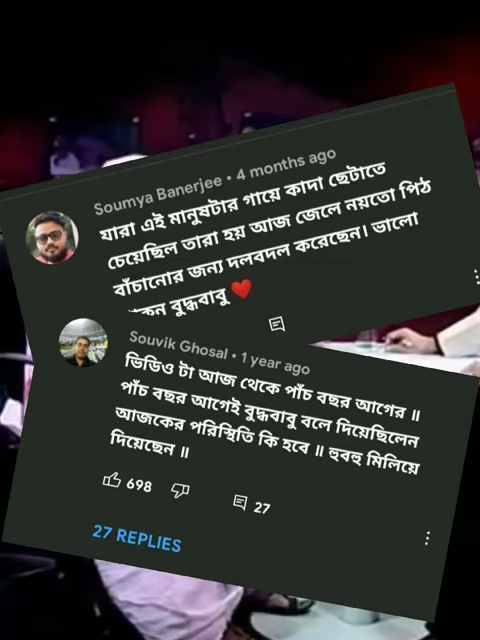 Soumya Banerjee • 4 months ago
যারা এই মানুষটার গায়ে কাদা ছেটাতে
চেয়েছিল তারা হয় আজ জেলে নয়তো পিঠ
বাঁচানোর জন্য দলবদল করেছেন। ভালো
বুদ্ধবাবু ❤️
Souvik Ghosal • 1 year ago
ভিডিও টা আজ থেকে পাঁচ বছর আগের ॥
পাঁচ বছর আগেই বুদ্ধবাবু বলে দিয়েছিলেন
আজকের পরিস্থিতি কি হবে ॥ হুবহু মিলিয়ে
দিয়েছেন ॥
698 27
27 REPLIES